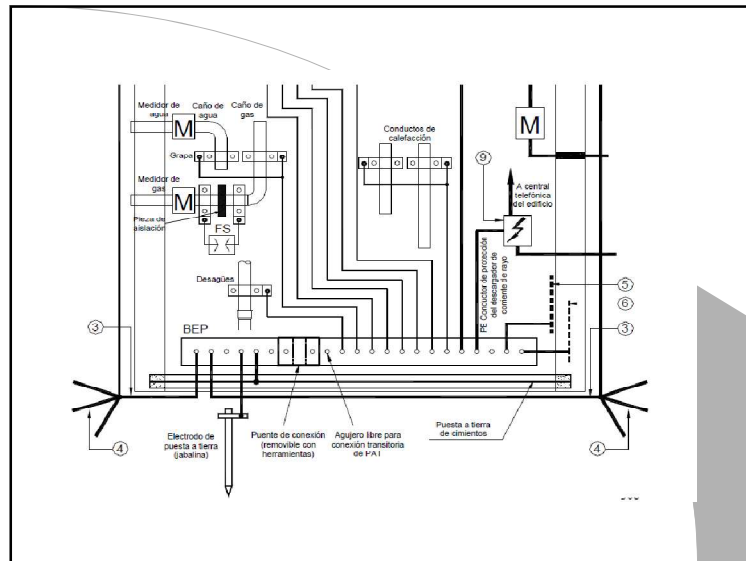 Medidor de
agua
M
Caño de
agua
Caño de
gas
Grapa
Medidor de
gas
M
Pieza de
aislación
FS
Desagües
Conductos de
calefacción
M
9
A central
telefónica
del edificio
PE Conductor de protección
del descargador de
corriente de rayo
5
6
3
3
BEP
4
Electrodo de
puesta a tierra
(jabalina)
Puente de conexión
(removible con
herramientas)
Agujero libre para
conexión transitoria
de PAT
Puesta a tierra
de cimientos
4